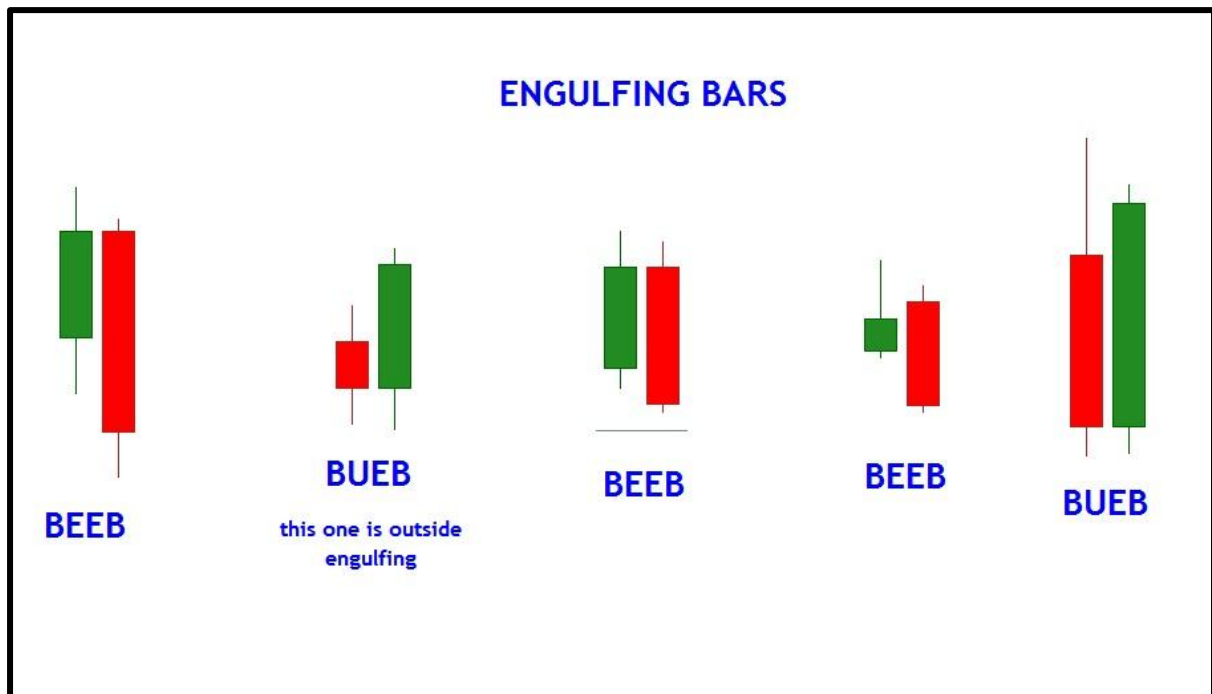 ENGULFING BARS
BEEB
BUEB
this one is outside
engulfing
BEEB
BEEB
BUEB